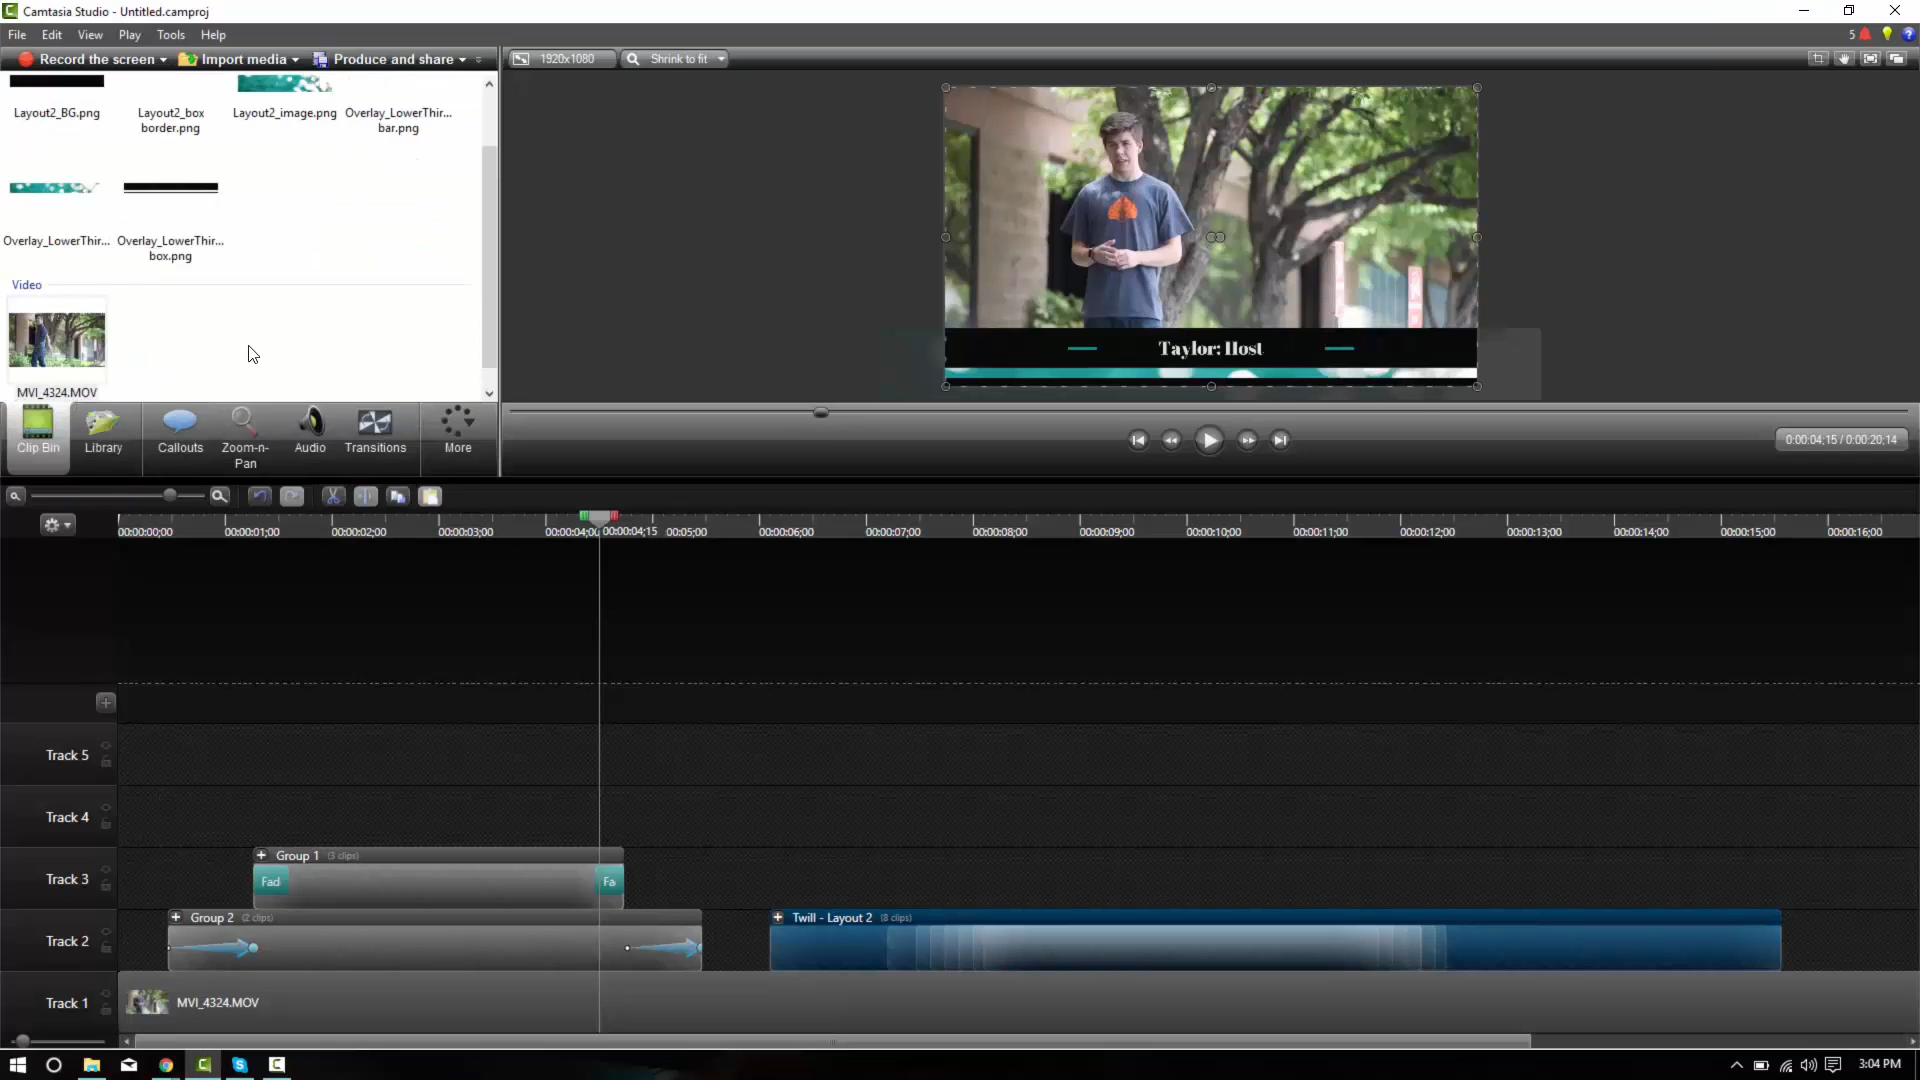 Camtasia Studio - Untitled.camproj
File Edit View Play Tools Help
5
Record the screen Import media Produce and share
1920x1080 Shrink to fit
Layout2_BG.png
Layout2_box border.png
Layout2_image.png
Overlay_LowerThir... bar.png
Overlay_LowerThir...
Overlay_LowerThir... box.png
Video
MVI_4324.MOV
Taylor: Host
Clip Bin Library Callouts Zoom-n-Pan Audio Transitions More
0:00:04;15 / 0:00:20;14
00:00:00;00 00:00:01;00 00:00:02;00 00:00:03;00 00:00:04;00 00:00:04;15 00:05;00 00:00:06;00 00:00:07;00 00:00:08;00 00:00:09;00 00:00:10;00 00:00:11;00 00:00:12;00 00:00:13;00 00:00:14;00 00:00:15;00 00:00:16;00
Track 5
Track 4
Group 1 (3 clips)
Track 3 Fad Fa
Group 2 (2 clips) Twill - Layout 2 (8 clips)
Track 2
Track 1 MVI_4324.MOV
3:04 PM